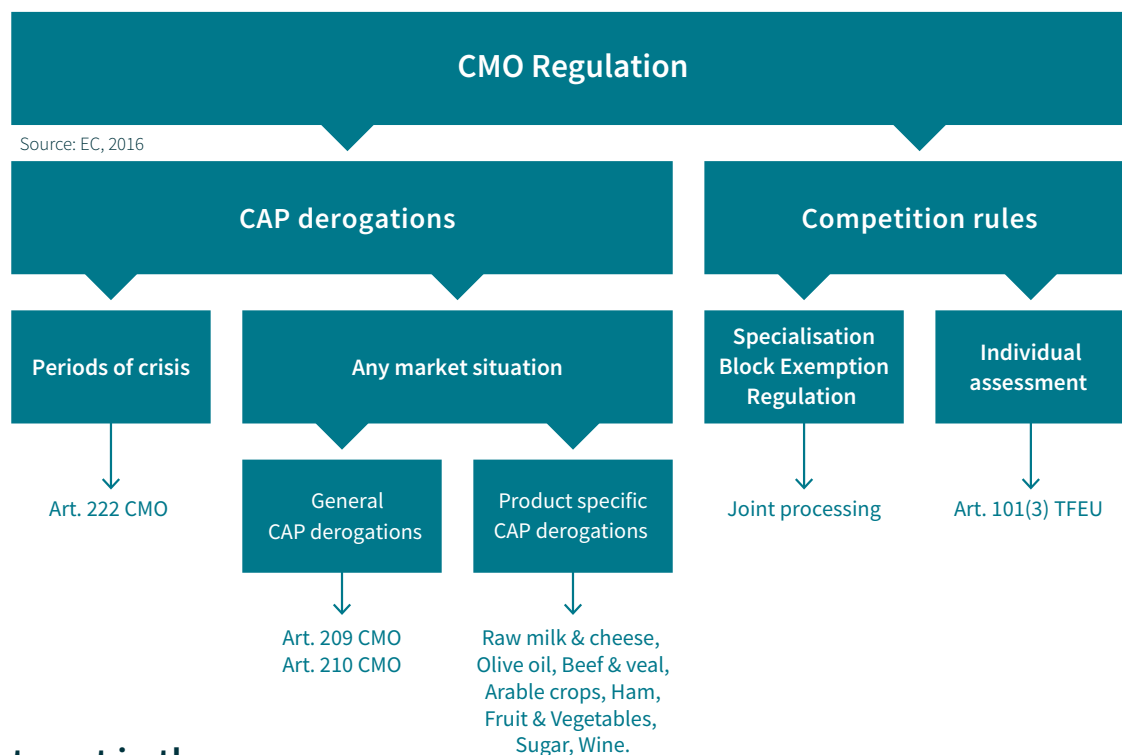 CMO Regulation
Source: EC, 2016
CAP derogations
Competition rules
Periods of crisis
Any market situation
Specialisation
Block Exemption
Regulation
Individual
assessment
Art. 222 CMO
General
CAP derogations
Product specific
CAP derogations
Joint processing
Art. 101(3) TFEU
Art. 209 CMO
Art. 210 CMO
Raw milk & cheese,
Olive oil, Beef & veal,
Arable crops, Ham,
Fruit & Vegetables,
Sugar, Wine.